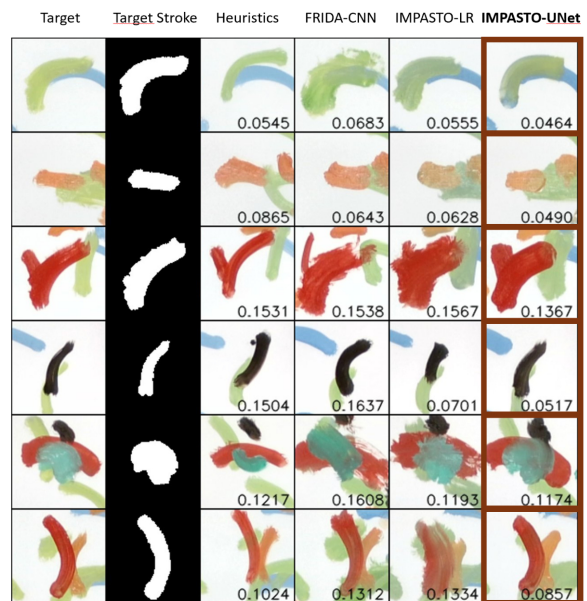 Target Target Stroke Heuristics FRIDA-CNN IMPASTO-LR IMPASTO-UNet
0.0545 0.0683 0.0555 0.0464
0.0865 0.0643 0.0628 0.0490
0.1531 0.1538 0.1567 0.1367
0.1504 0.1637 0.0701 0.0517
0.1217 0.1608 0.1193 0.1174
0.1024 0.1312 0.1334 0.0857